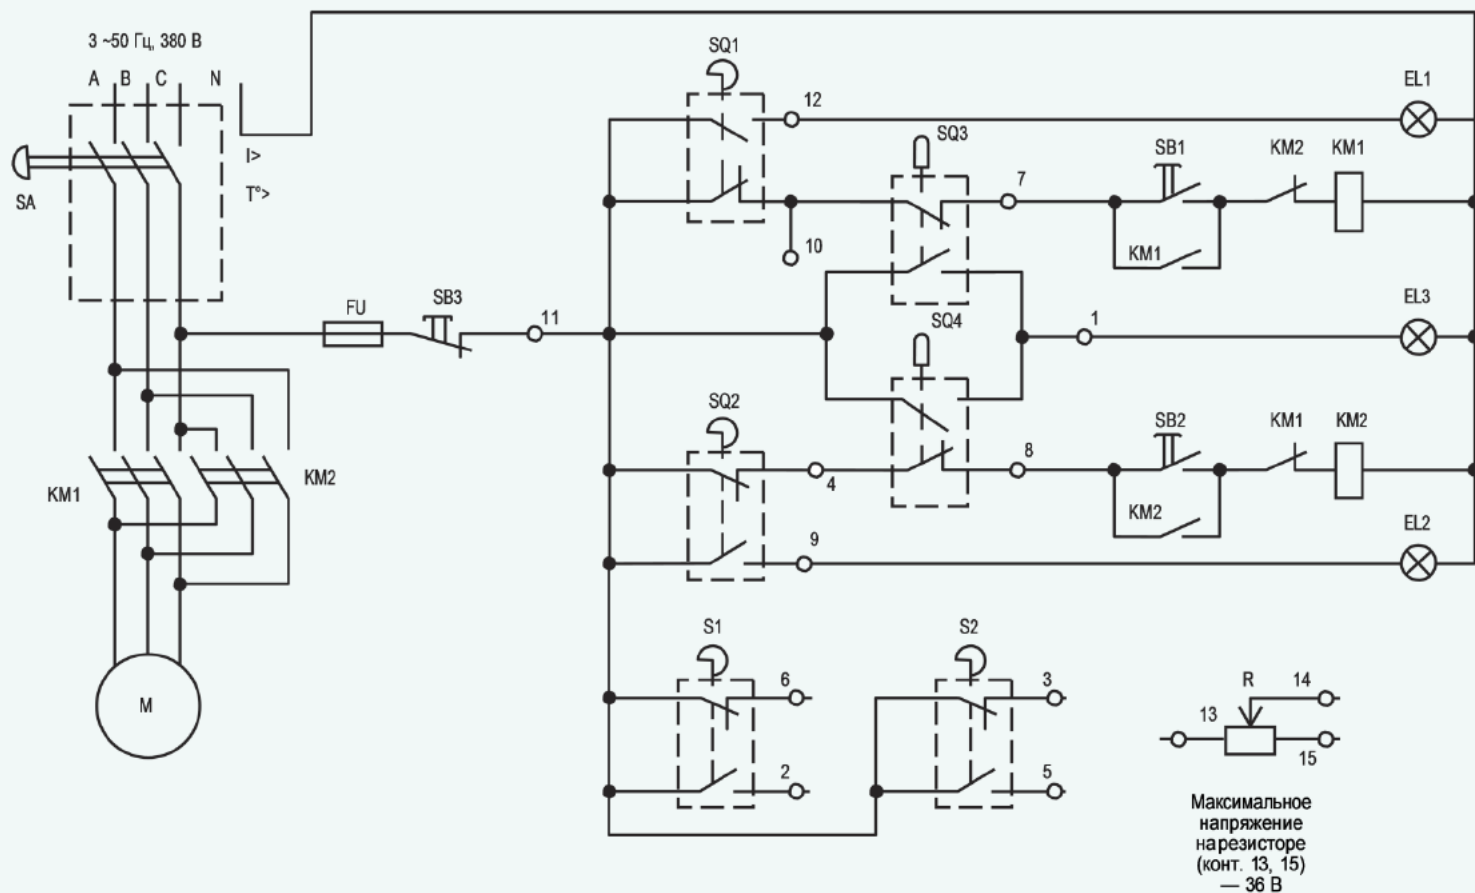 3 ~50 Гц, 380 В
A B C N
SA
I>
T°>
FU
SB3
11
KM1
KM2
M
SQ1
12
EL1
SQ3
7
SB1
KM2
KM1
10
KM1
SQ4
1
EL3
SQ2
4
8
SB2
KM1
KM2
KM2
9
EL2
S1
6
2
S2
3
5
R
13
14
15
Максимальное
напряжение
на резисторе
(конт. 13, 15)
— 36 В